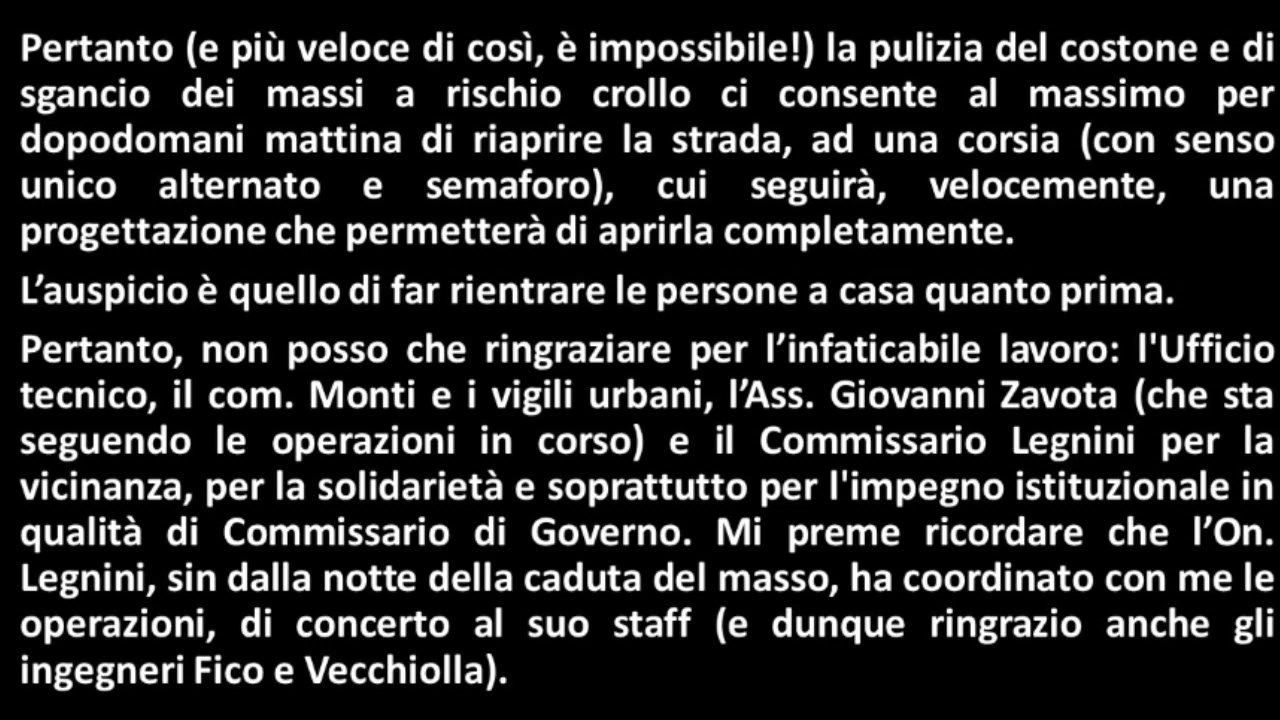 Pertanto (e più veloce di così, è impossibile!) la pulizia del costone e di
sgancio dei massi a rischio crollo ci consente al massimo per
dopodomani mattina di riaprire la strada, ad una corsia (con senso
unico alternato e semaforo), cui seguirà, velocemente, una
progettazione che permetterà di aprirla completamente.
L’auspicio è quello di far rientrare le persone a casa quanto prima.
Pertanto, non posso che ringraziare per l’infaticabile lavoro: l'Ufficio
tecnico, il com. Monti e i vigili urbani, l’Ass. Giovanni Zavota (che sta
seguendo le operazioni in corso) e il Commissario Legnini per la
vicinanza, per la solidarietà e soprattutto per l'impegno istituzionale in
qualità di Commissario di Governo. Mi preme ricordare che l’On.
Legnini, sin dalla notte della caduta del masso, ha coordinato con me le
operazioni, di concerto al suo staff (e dunque ringrazio anche gli
ingegneri Fico e Vecchiolla).